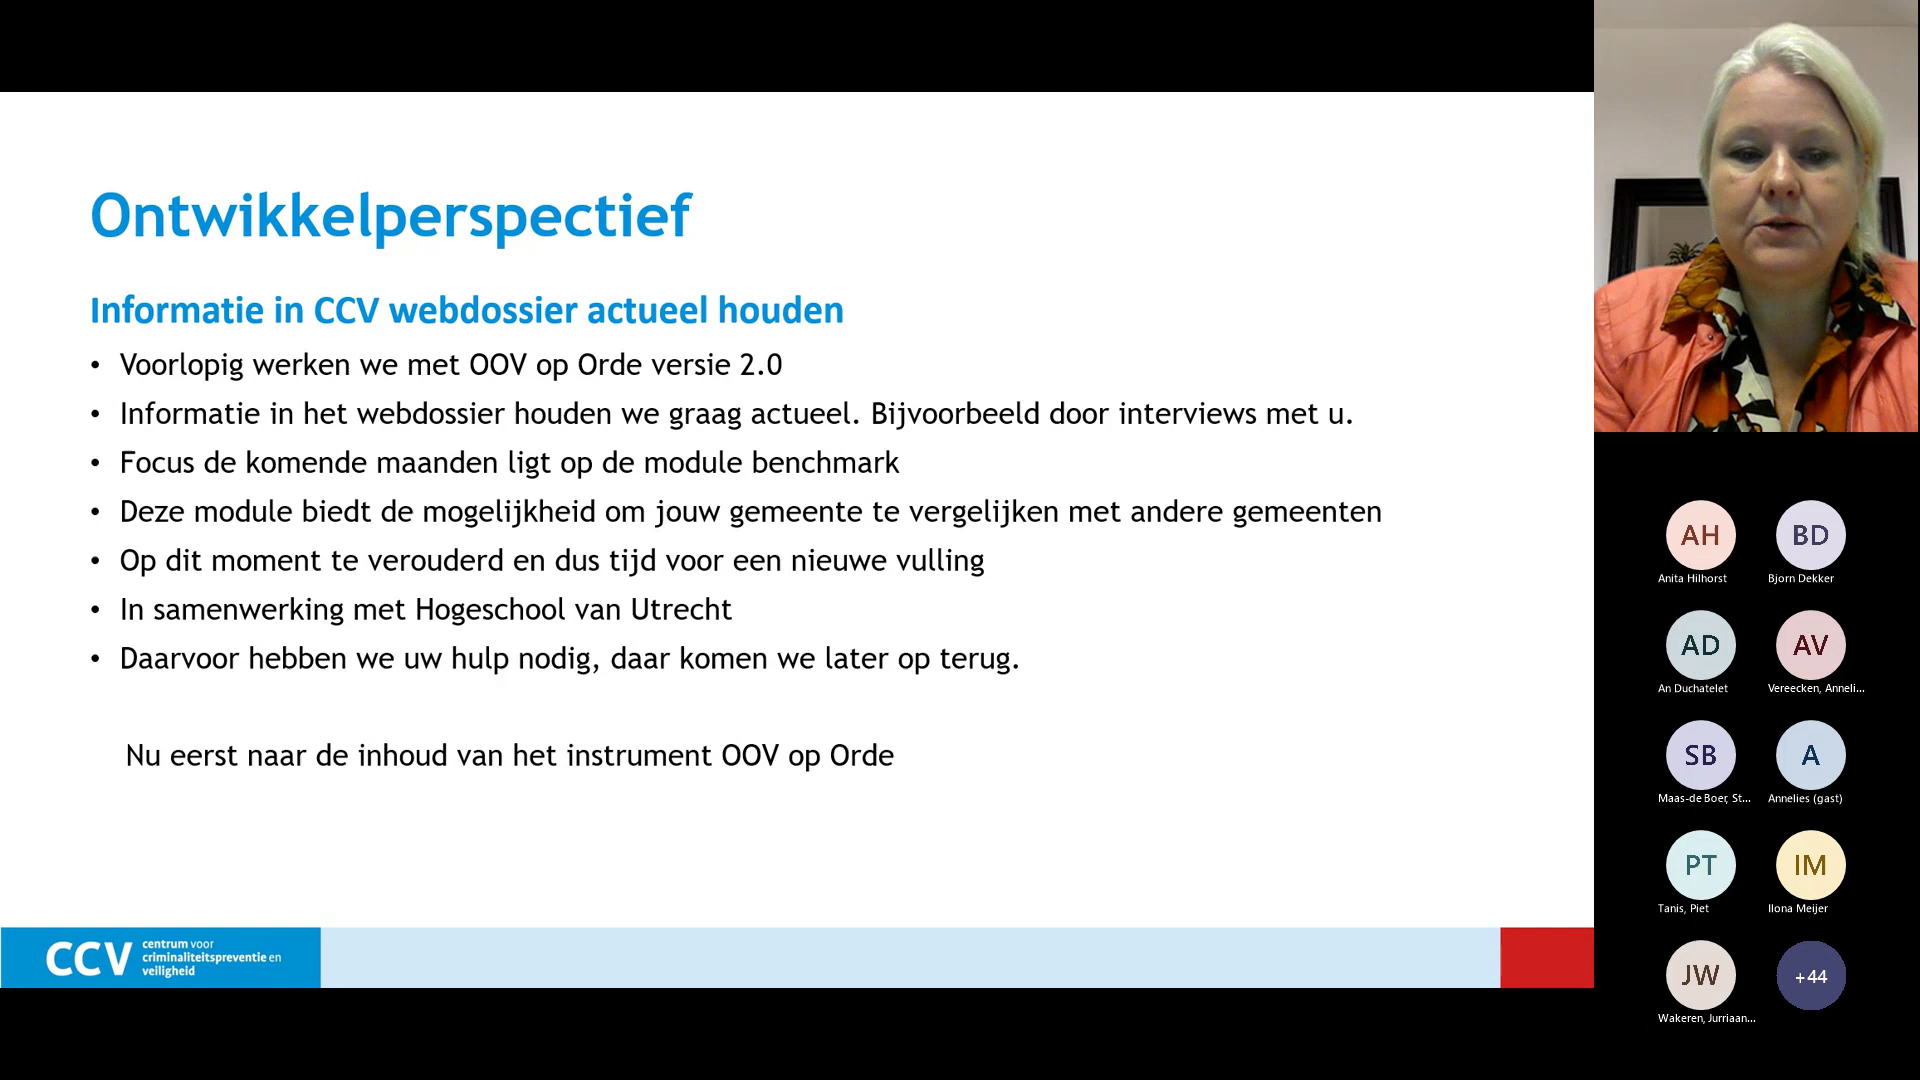 Ontwikkelperspectief
Informatie in CCV webdossier actueel houden
• Voorlopig werken we met OOV op Orde versie 2.0
• Informatie in het webdossier houden we graag actueel. Bijvoorbeeld door interviews met u.
• Focus de komende maanden ligt op de module benchmark
• Deze module biedt de mogelijkheid om jouw gemeente te vergelijken met andere gemeenten
• Op dit moment te verouderd en dus tijd voor een nieuwe vulling
• In samenwerking met Hogeschool van Utrecht
• Daarvoor hebben we uw hulp nodig, daar komen we later op terug.
Nu eerst naar de inhoud van het instrument OOV op Orde
CCV
centrum voor
criminaliteitspreventie en
veiligheid
AH
Anita Hilhorst
BD
Bjorn Dekker
AD
An Duchatelet
AV
Vereecken, Anneli...
SB
Maas-de Boer, St...
A
Annelies (gast)
PT
Tanis, Piet
IM
Ilona Meijer
JW
Wakeren, Jurriaan...
+44